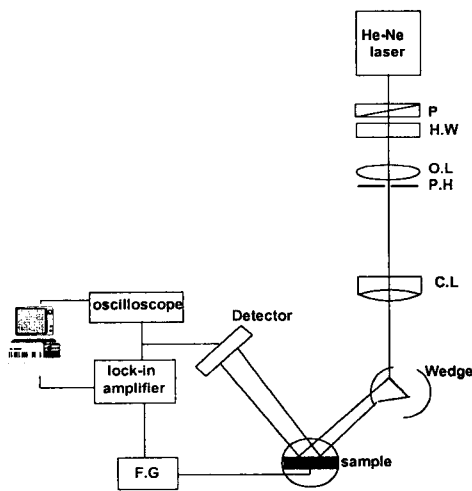 He-Ne
laser
P
H.W
O.L
P.H
C.L
oscilloscope
Detector
lock-in
amplifier
Wedge
F.G
sample